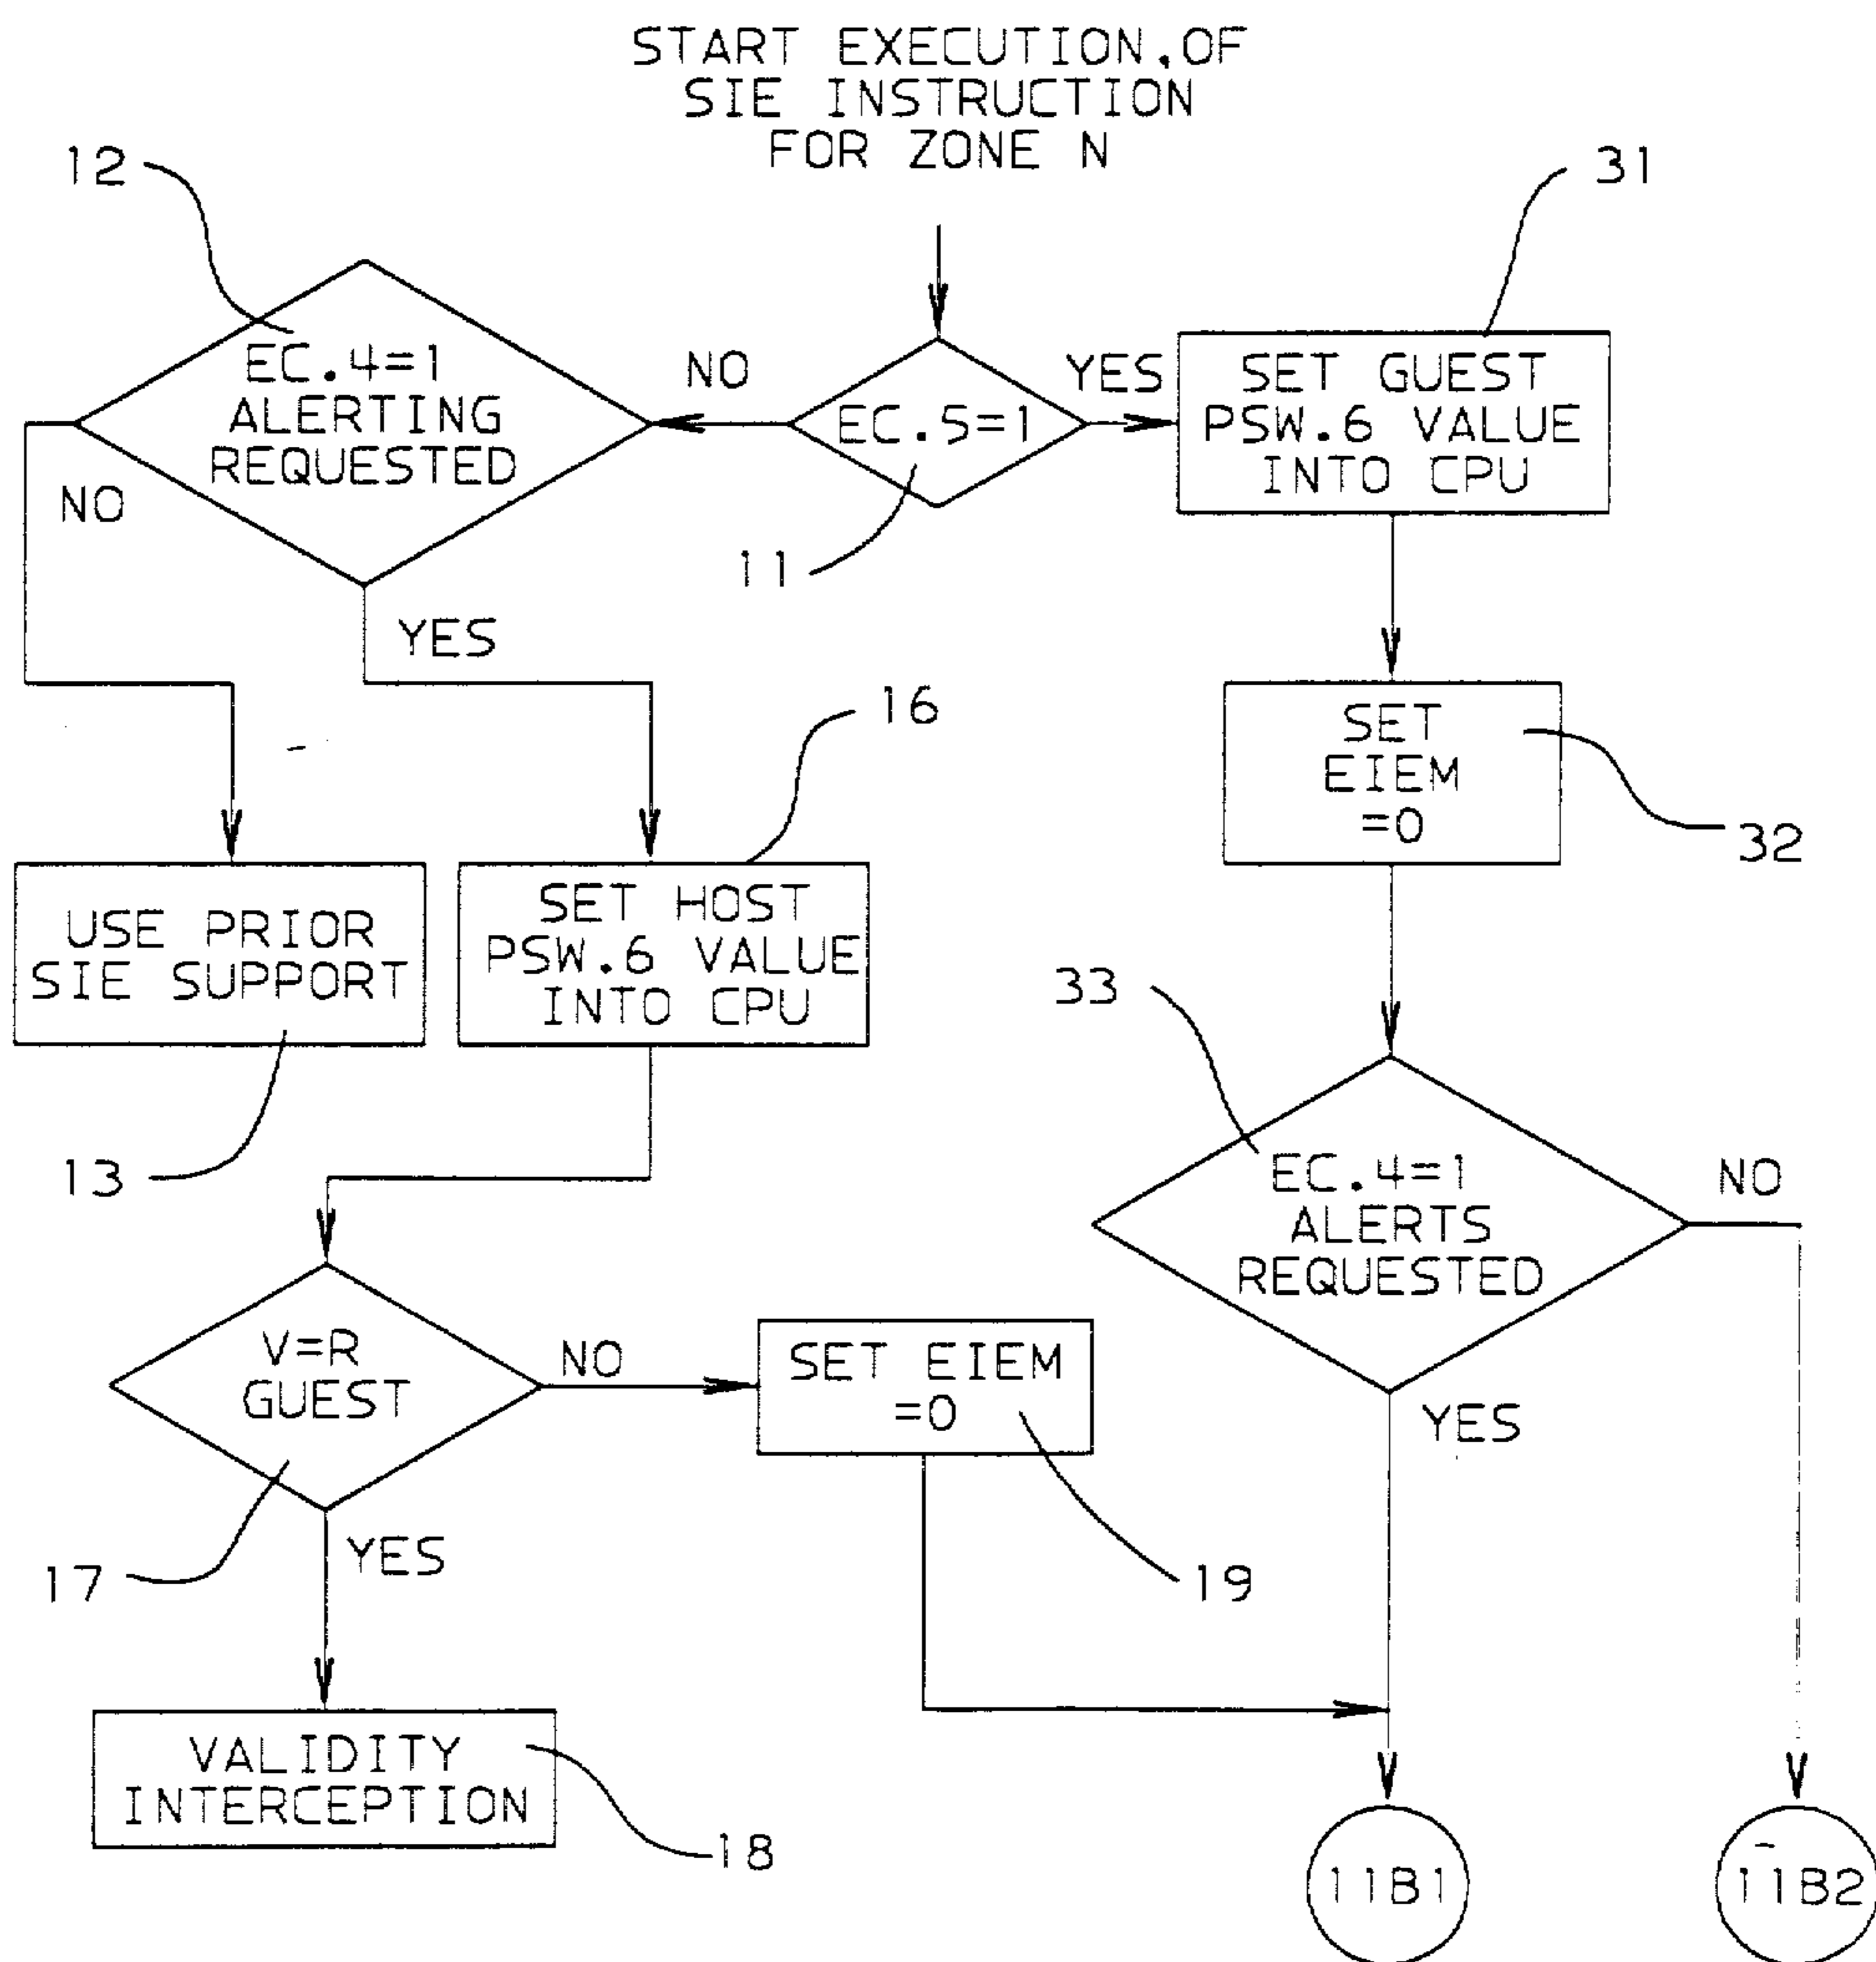 START EXECUTION.OF
SIE INSTRUCTION
FOR ZONE N
12
31
EC.4=1
ALERTING
REQUESTED
NO
EC.5=1
YES
SET GUEST
PSW.6 VALUE
INTO CPU
NO
11
YES
16
SET
EIEM
=0
32
USE PRIOR
SIE SUPPORT
SET HOST
PSW.6 VALUE
INTO CPU
33
13
EC.4=1
ALERTS
REQUESTED
NO
V=R
GUEST
NO
SET EIEM
=0
YES
17
YES
19
VALIDITY
INTERCEPTION
18
11B1
11B2